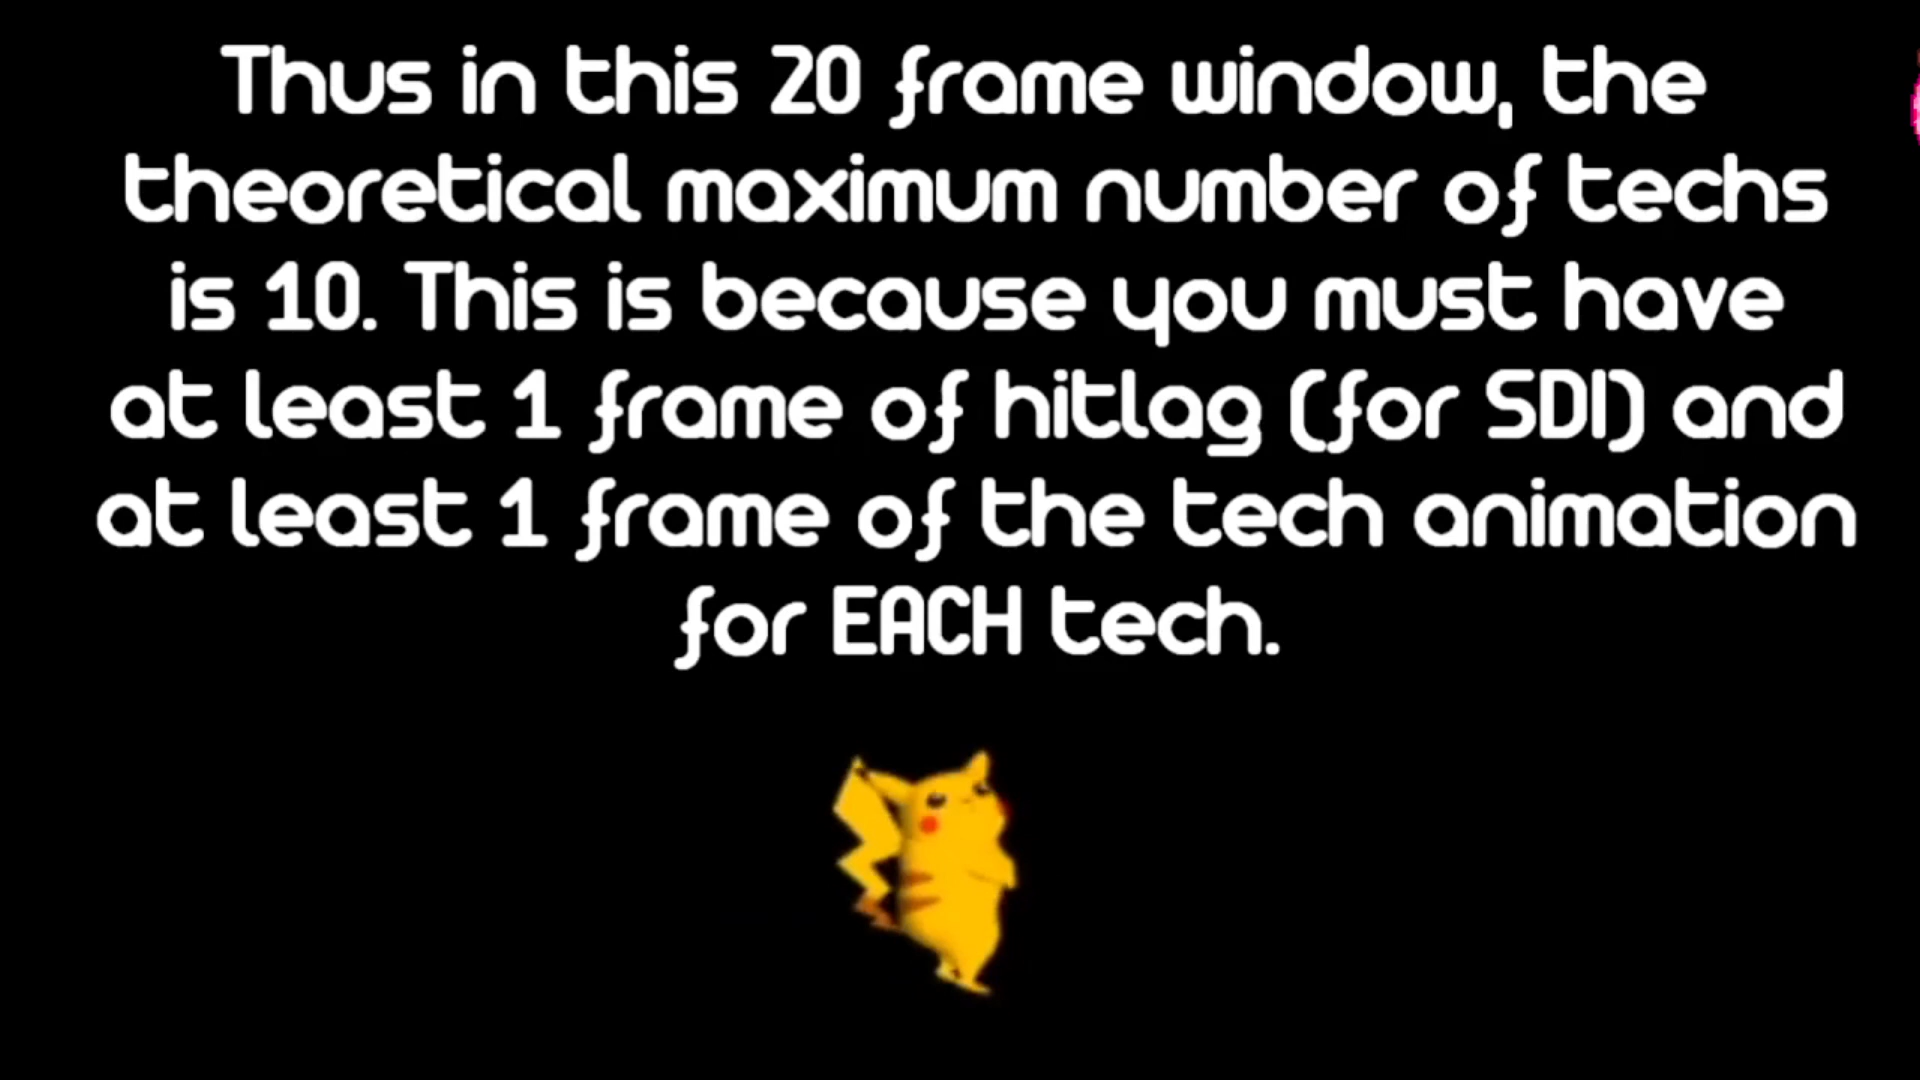 Thus in this 20 frame window, the
theoretical maximum number of techs
is 10. This is because you must have
at least 1 frame of hitlag (for SDI) and
at least 1 frame of the tech animation
for EACH tech.